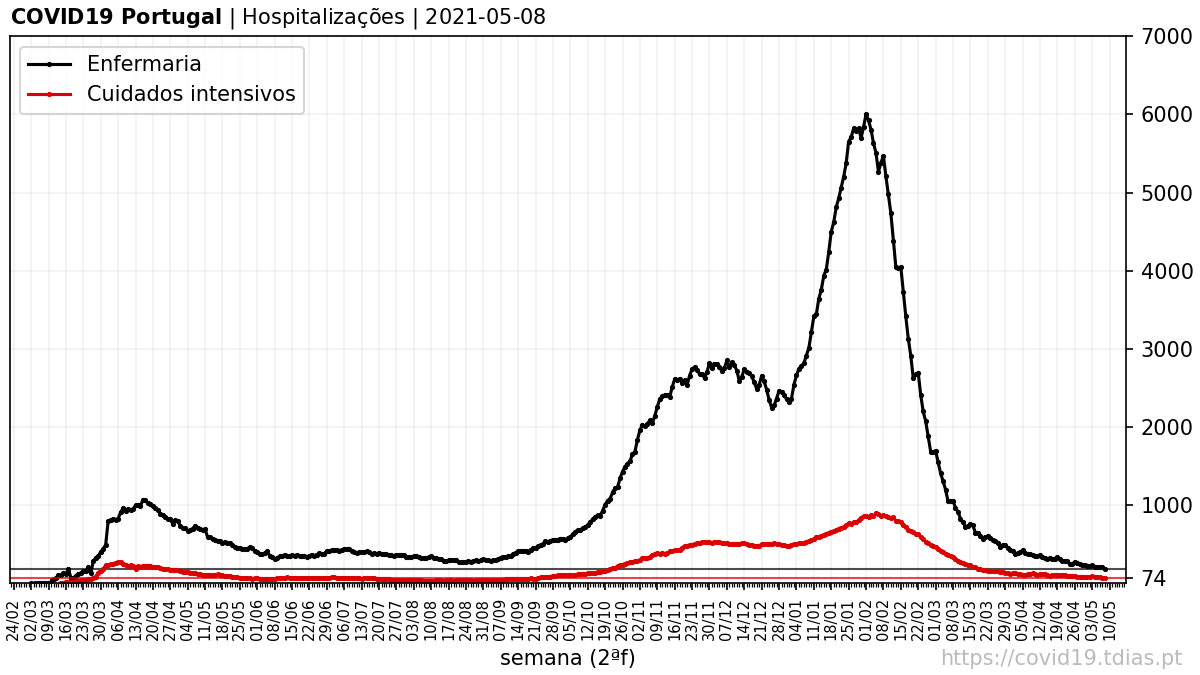 COVID19 Portugal | Hospitalizações | 2021-05-08
Enfermaria
Cuidados intensivos
7000
6000
5000
4000
3000
2000
1000
74
24/02 02/03 09/03 16/03 23/03 30/03 06/04 13/04 20/04 27/04 04/05 11/05 18/05 25/05 01/06 08/06 15/06 22/06 29/06 06/07 13/07 20/07 27/07 03/08 10/08 17/08 24/08 31/08 07/09 14/09 21/09 28/09 05/10 12/10 19/10 26/10 02/11 09/11 16/11 23/11 30/11 07/12 14/12 21/12 28/12 04/01 11/01 18/01 25/01 01/02 08/02 15/02 22/02 01/03 08/03 15/03 22/03 29/03 05/04 12/04 19/04 26/04 03/05 10/05
semana (2ªf)
https://covid19.tdias.pt